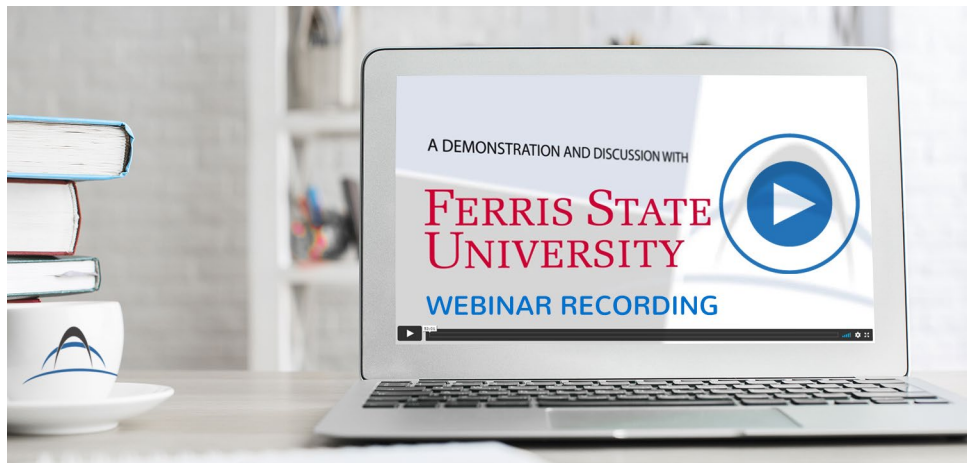 A DEMONSTRATION AND DISCUSSION WITH
FERRIS STATE
UNIVERSITY
WEBINAR RECORDING